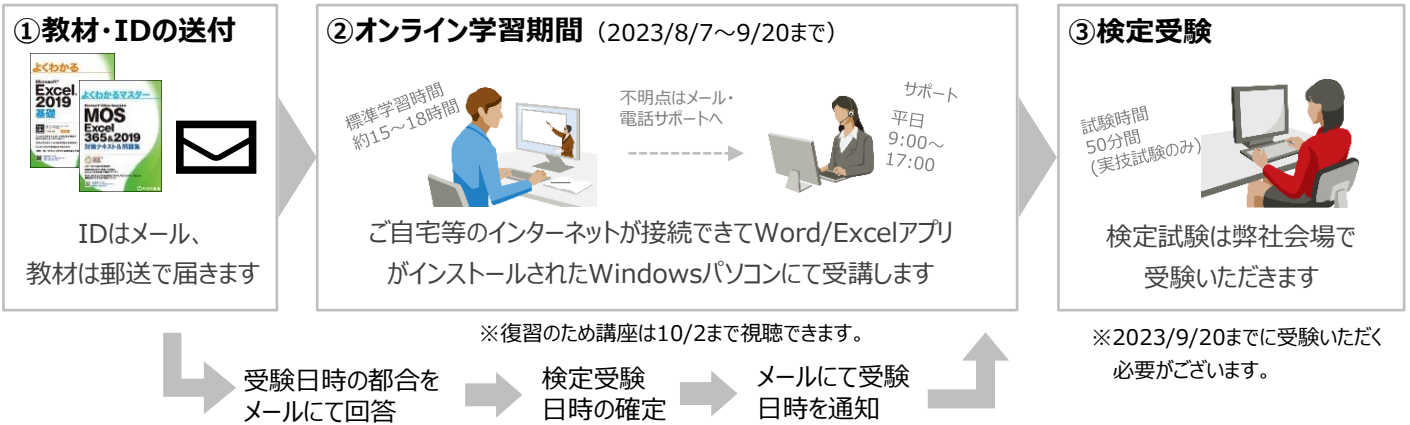 ①教材・IDの送付
よくわかる
Microsoft
Excel
2019
基礎
よくわかるマスター
Microsoft Office Specialist
MOS
Excel
365&2019
対策テキスト&問題集
IDはメール、
教材は郵送で届きます
②オンライン学習期間（2023/8/7～9/20まで）
標準学習時間
約15～18時間
不明点はメール・
電話サポートへ
サポート
平日
9:00～
17:00
ご自宅等のインターネットが接続できてWord/Excelアプリ
がインストールされたWindowsパソコンにて受講します
③検定受験
試験時間
50分間
(実技試験のみ)
検定試験は弊社会場で
受験いただきます
※復習のため講座は10/2まで視聴できます。
※2023/9/20までに受験いただく
必要がございます。
受験日時の都合を
メールにて回答
検定受験
日時の確定
メールにて受験
日時を通知